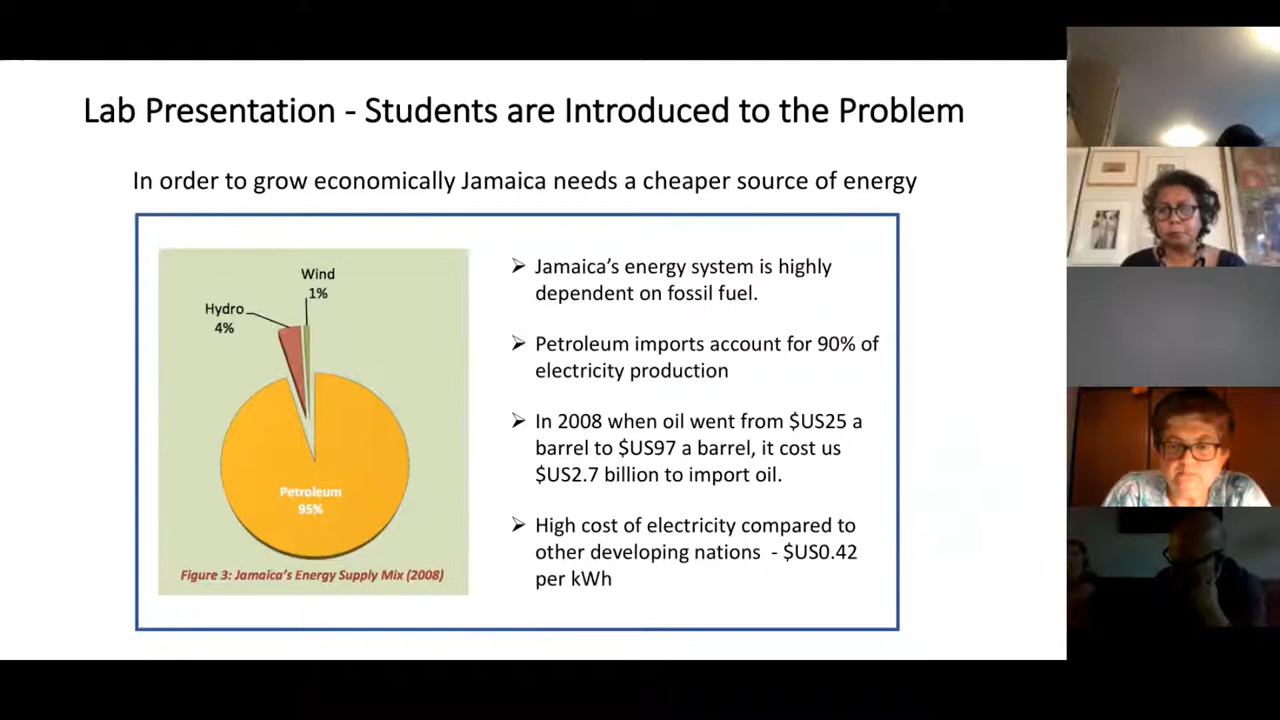 Lab Presentation - Students are Introduced to the Problem
In order to grow economically Jamaica needs a cheaper source of energy
Wind
1%
Hydro
4%
Petroleum
95%
Figure 3: Jamaica's Energy Supply Mix (2008)
➢ Jamaica’s energy system is highly
dependent on fossil fuel.
➢ Petroleum imports account for 90% of
electricity production
➢ In 2008 when oil went from $US25 a
barrel to $US97 a barrel, it cost us
$US2.7 billion to import oil.
➢ High cost of electricity compared to
other developing nations - $US0.42
per kWh